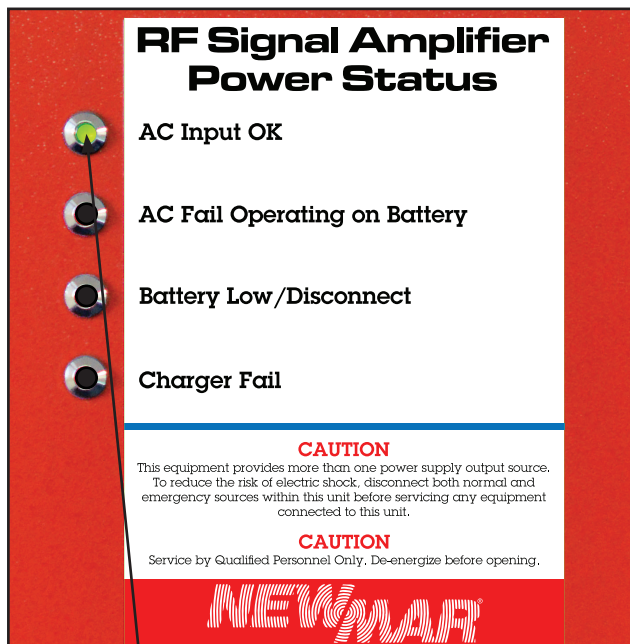 RF Signal Amplifier
Power Status
AC Input OK
AC Fail Operating on Battery
Battery Low/Disconnect
Charger Fail
CAUTION
This equipment provides more than one power supply output source.
To reduce the risk of electric shock, disconnect both normal and
emergency sources within this unit before servicing any equipment
connected to this unit.
CAUTION
Service by Qualified Personnel Only. De-energize before opening.
NEWMAR®